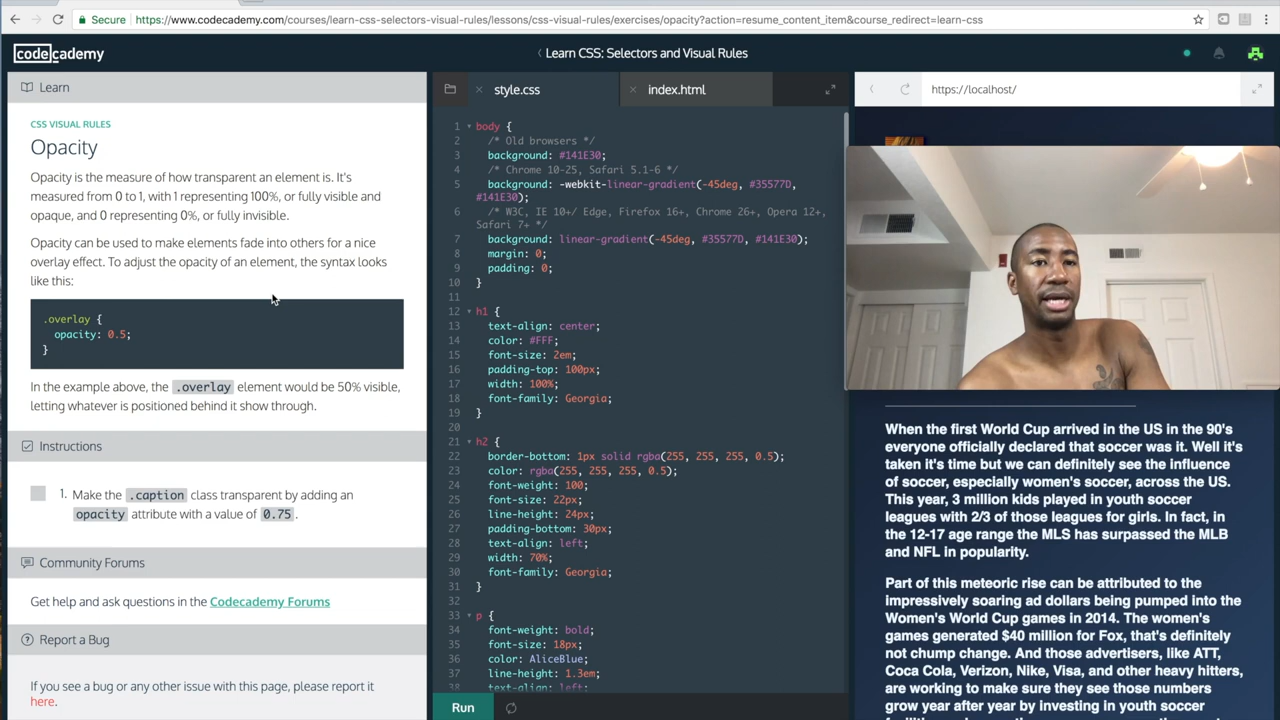 Secure
https://www.codecademy.com/courses/learn-css-selectors-visual-rules/lessons/css-visual-rules/exercises/opacity?action=resume_content_item&course_redirect=learn-css
codecademy
Learn CSS: Selectors and Visual Rules
Learn
CSS VISUAL RULES
Opacity
Opacity is the measure of how transparent an element is. It's
measured from 0 to 1, with 1 representing 100%, or fully visible and
opaque, and 0 representing 0%, or fully invisible.
Opacity can be used to make elements fade into others for a nice
overlay effect. To adjust the opacity of an element, the syntax looks
like this:
.overlay {
opacity: 0.5;
}
In the example above, the .overlay element would be 50% visible,
letting whatever is positioned behind it show through.
Instructions
1. Make the .caption class transparent by adding an
opacity attribute with a value of 0.75.
Community Forums
Get help and ask questions in the Codecademy Forums
Report a Bug
If you see a bug or any other issue with this page, please report it
here.
style.css
index.html
1 body {
2 /* Old browsers */
3 background: #141E30;
4 /* Chrome 10-25, Safari 5.1-6 */
5 background: -webkit-linear-gradient(-45deg, #35577D,
#141E30);
6 /* W3C, IE 10+/ Edge, Firefox 16+, Chrome 26+, Opera 12+,
Safari 7+ */
7 background: linear-gradient(-45deg, #35577D, #141E30);
8 margin: 0;
9 padding: 0;
10 }
11
12 h1 {
13 text-align: center;
14 color: #FFF;
15 font-size: 2em;
16 padding-top: 100px;
17 width: 100%;
18 font-family: Georgia;
19 }
20
21 h2 {
22 border-bottom: 1px solid rgba(255, 255, 255, 0.5);
23 color: rgba(255, 255, 255, 0.5);
24 font-weight: 100;
25 font-size: 22px;
26 line-height: 24px;
27 padding-bottom: 30px;
28 text-align: left;
29 width: 70%;
30 font-family: Georgia;
31 }
32
33 p {
34 font-weight: bold;
35 font-size: 18px;
36 color: AliceBlue;
37 line-height: 1.3em;
38 text-align: left;
Run
https://localhost/
When the first World Cup arrived in the US in the 90's
everyone officially declared that soccer was it. Well it's
taken it's time but we can definitely see the influence
of soccer, especially women's soccer, across the US.
This year, 3 million kids played in youth soccer
leagues with 2/3 of those leagues for girls. In fact, in
the 12-17 age range the MLS has surpassed the MLB
and NFL in popularity.
Part of this meteoric rise can be attributed to the
impressively soaring ad dollars being pumped into the
Women's World Cup games in 2014. The women's
games generated $40 million for Fox, that's definitely
not chump change. And those advertisers, like ATT,
Coca Cola, Verizon, Nike, Visa, and other heavy hitters,
are working to make sure they see those numbers
grow year after year by investing in youth soccer